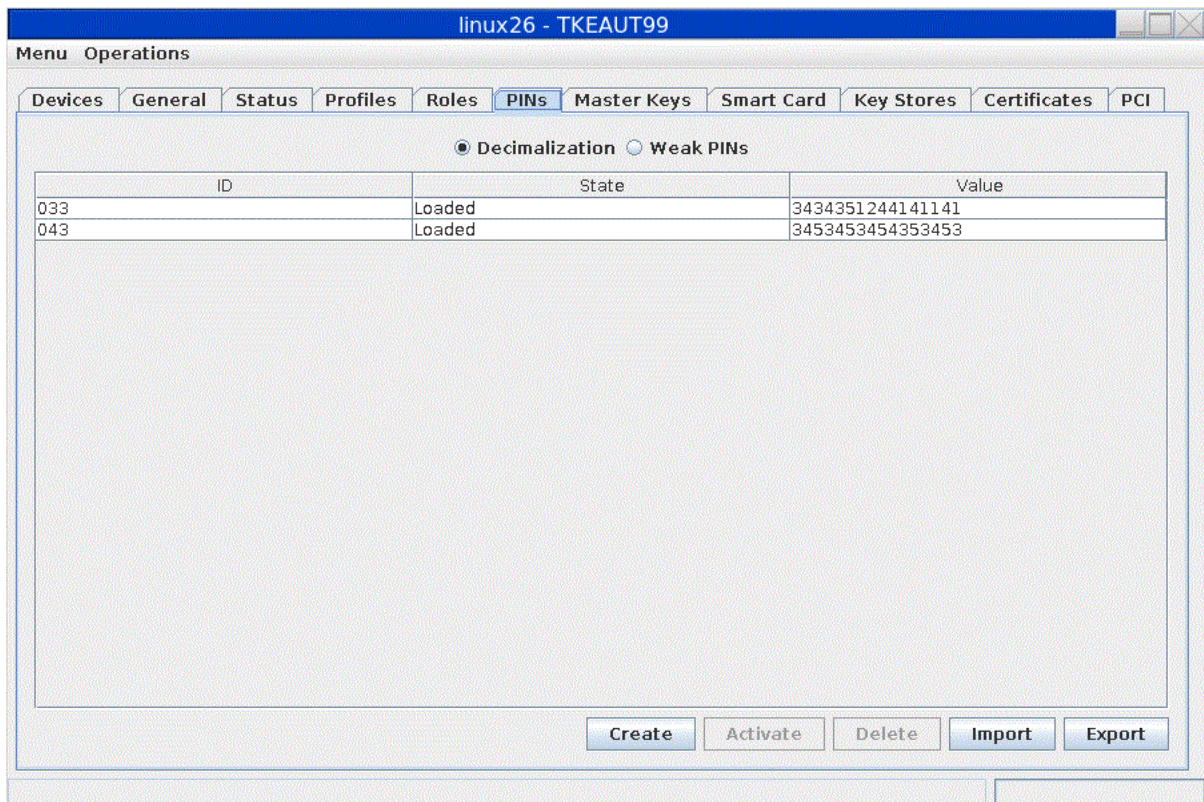 linux26 - TKEAUT99
Menu Operations
Devices General Status Profiles Roles PINs Master Keys Smart Card Key Stores Certificates PCI
Decimalization Weak PINs
ID State Value
033 Loaded 3434351244141141
043 Loaded 3453453454353453
Create Activate Delete Import Export